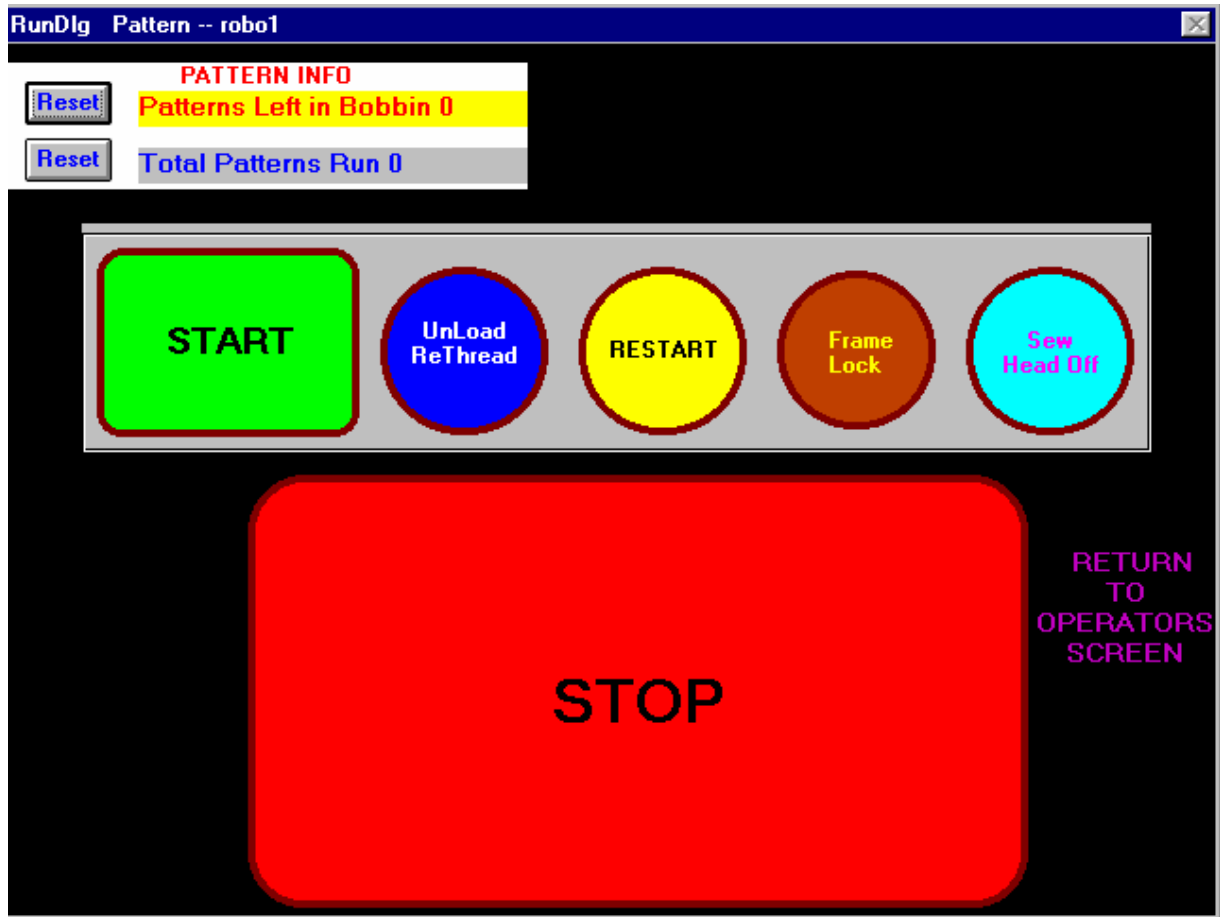 RunDlg Pattern -- robo1
PATTERN INFO
Reset
Patterns Left in Bobbin 0
Reset
Total Patterns Run 0
START
UnLoad
ReThread
RESTART
Frame
Lock
Sew
Head Off
STOP
RETURN
TO
OPERATORS
SCREEN